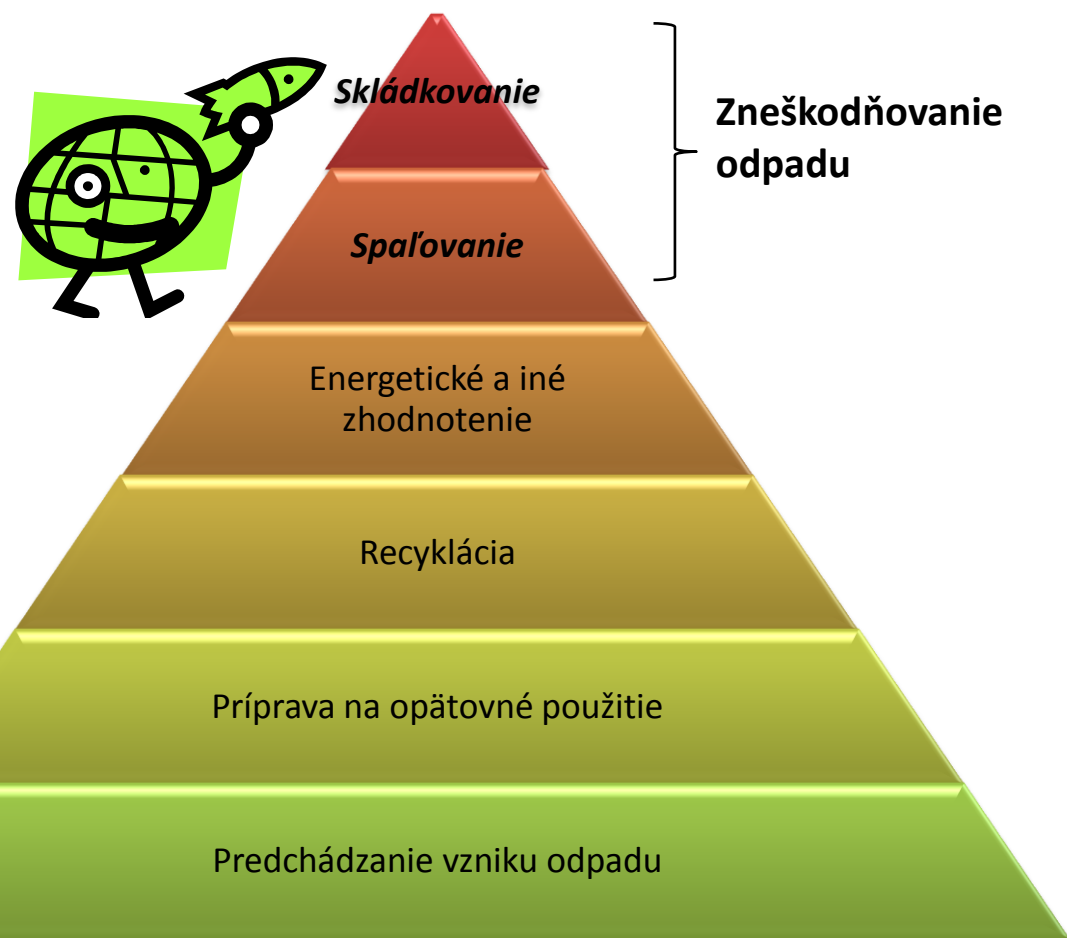 Skládkovanie
Zneškodňovanie
odpadu
Spaľovanie
Energetické a iné
zhodnotenie
Recyklácia
Príprava na opätovné použitie
Predchádzanie vzniku odpadu